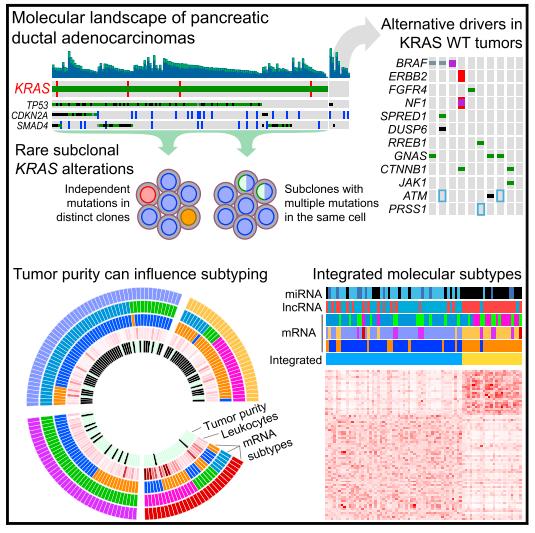 Molecular landscape of pancreatic
ductal adenocarcinomas
KRAS
TP53
CDKN2A
SMAD4
Rare subclonal
KRAS alterations
Independent
mutations in
distinct clones
Subclones with
multiple mutations
in the same cell
Alternative drivers in
KRAS WT tumors
BRAF
ERBB2
FGFR4
NF1
SPRED1
DUSP6
RREB1
GNAS
CTNNB1
JAK1
ATM
PRSS1
Tumor purity can influence subtyping
Tumor purity
Leukocytes
mRNA
subtypes
Integrated molecular subtypes
miRNA
lncRNA
mRNA
Integrated